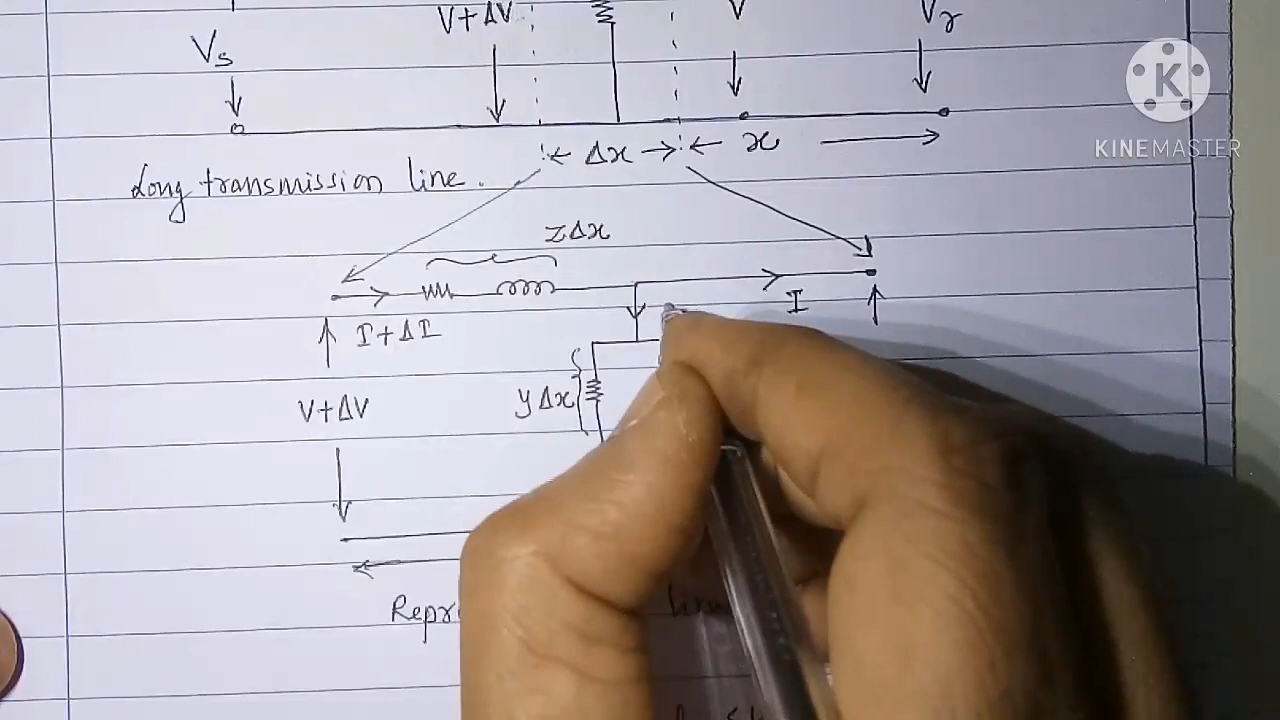 V+ΔV V Vr
Vs
K
KINEMASTER
Δx x
Long transmission line.
zΔx
I+ΔI I
yΔx
V+ΔV